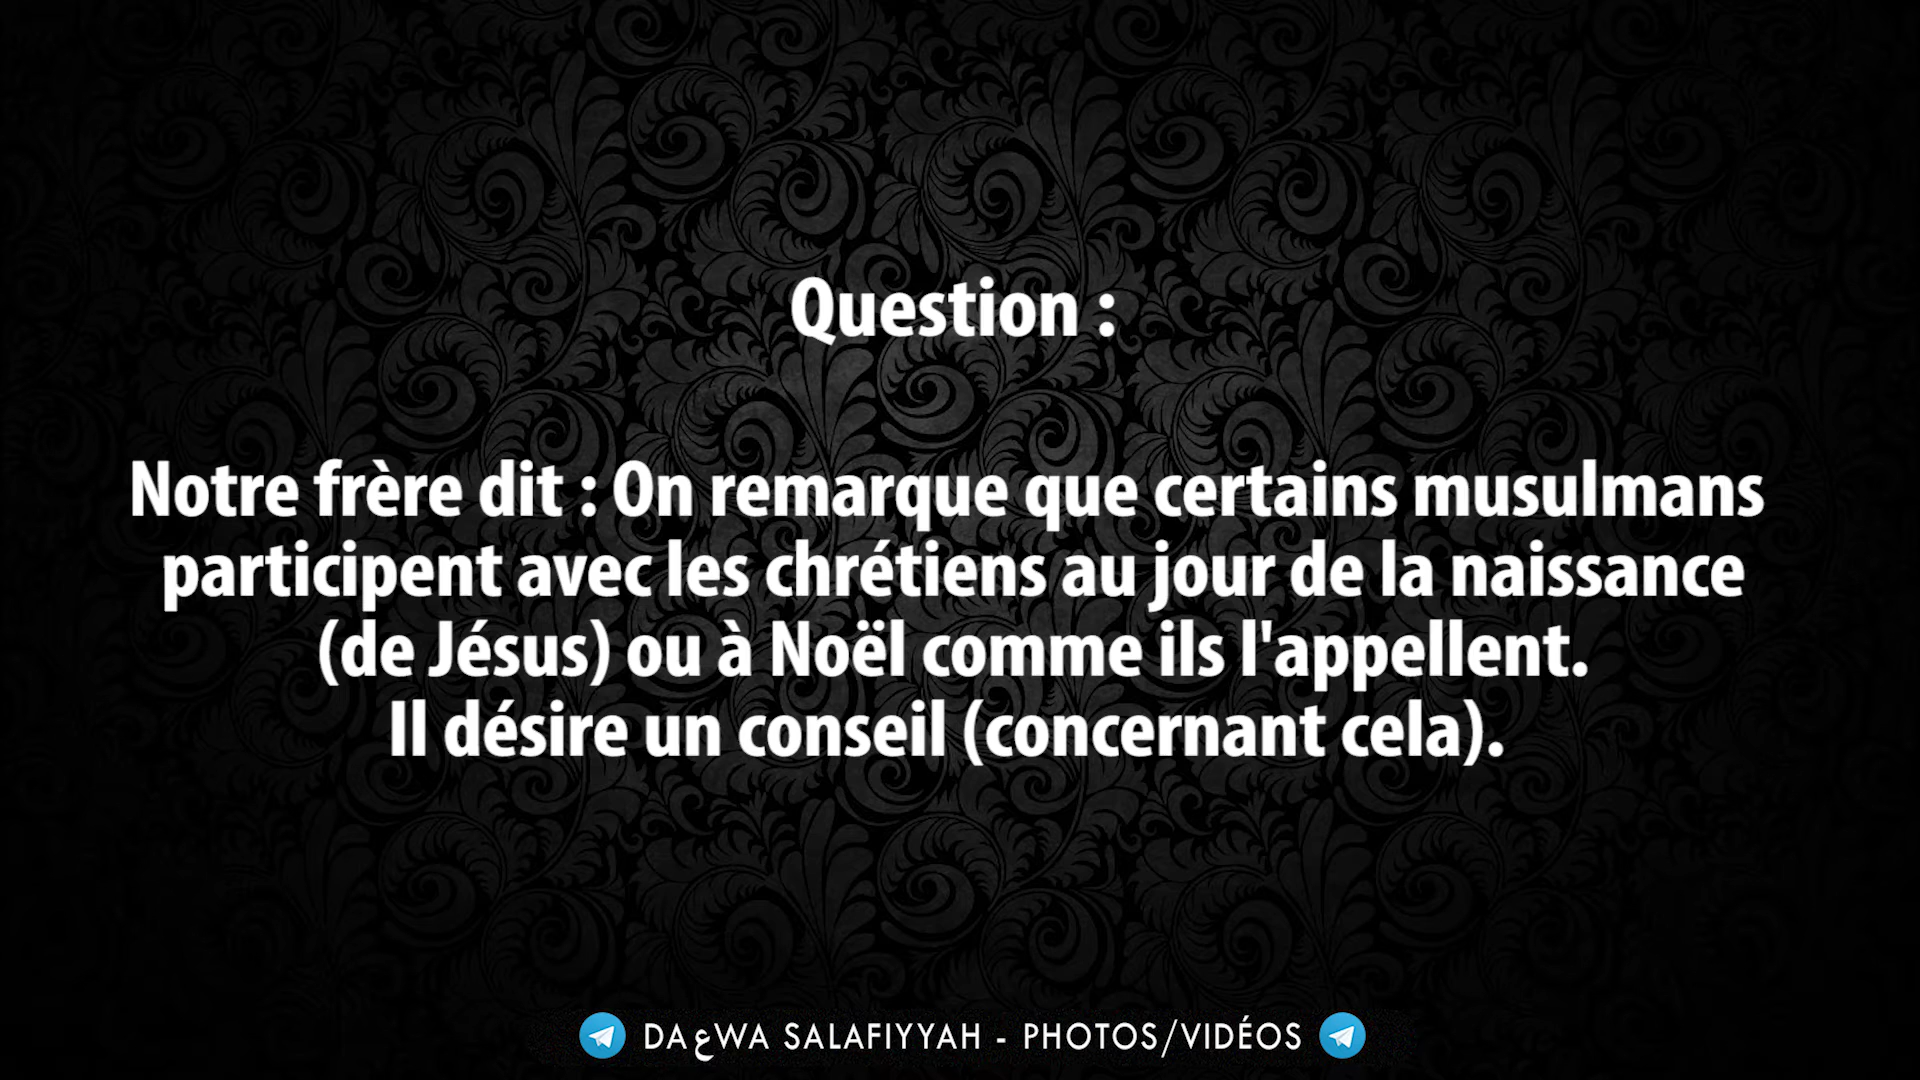 Question :
Notre frère dit : On remarque que certains musulmans
participent avec les chrétiens au jour de la naissance
(de Jésus) ou à Noël comme ils l'appellent.
Il désire un conseil (concernant cela).
DAعWA SALAFIYYAH - PHOTOS/VIDÉOS